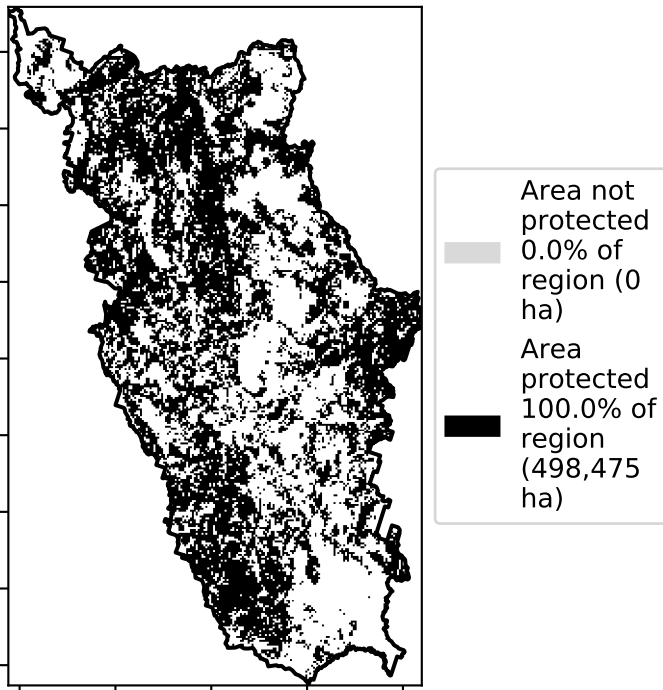 Area not
protected
0.0% of
region (0
ha)
Area
protected
100.0% of
region
(498,475
ha)